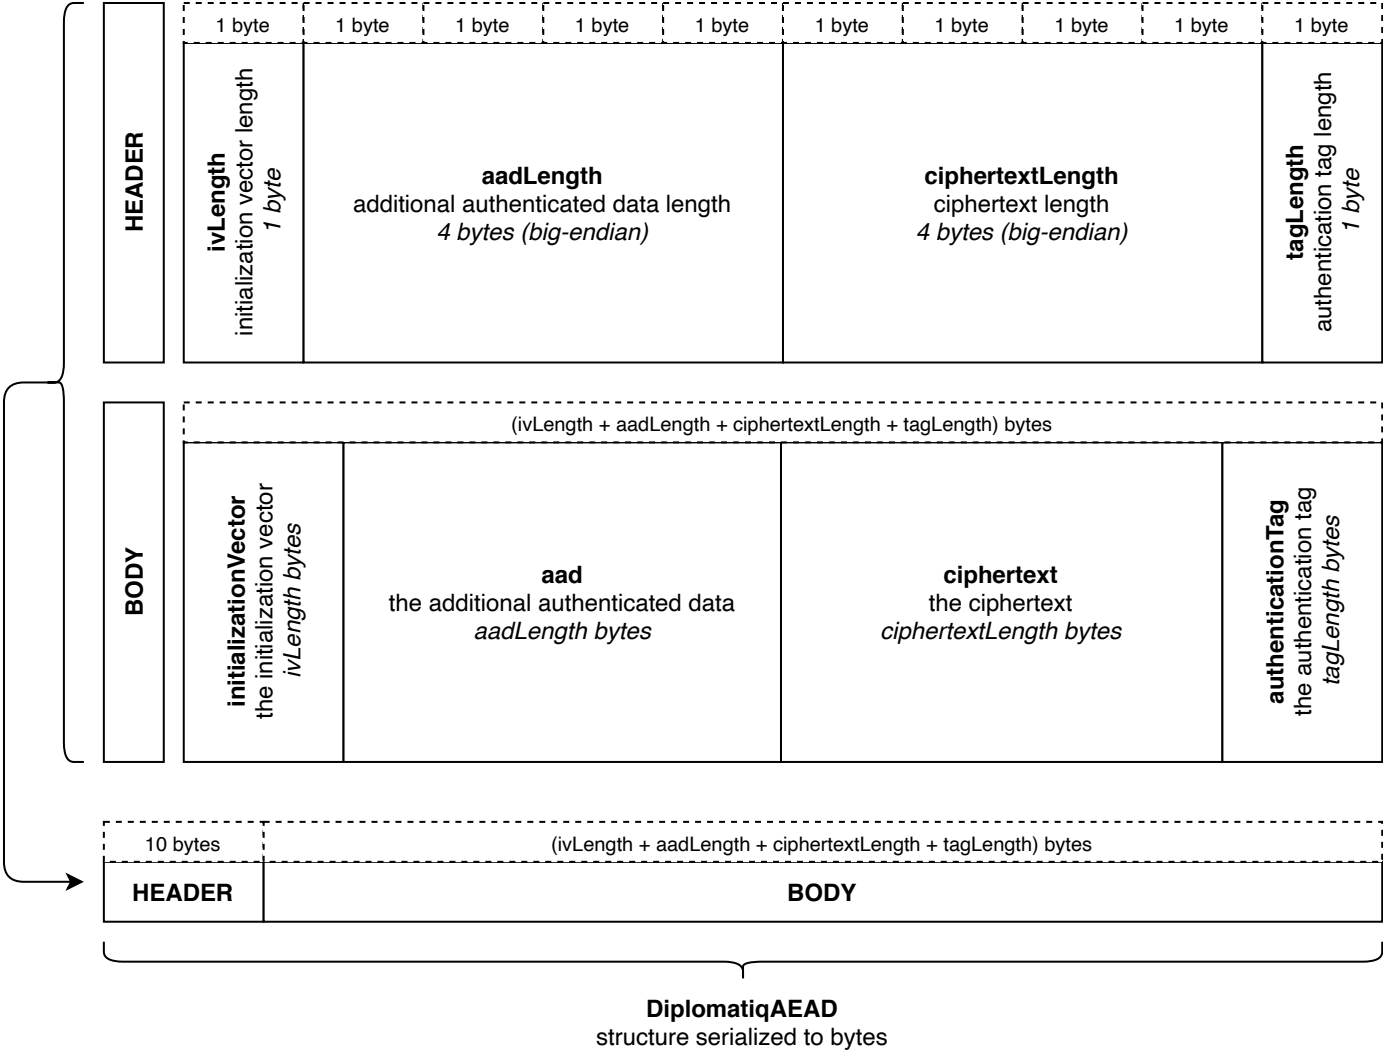 1 byte 1 byte 1 byte 1 byte 1 byte 1 byte 1 byte 1 byte 1 byte 1 byte
HEADER
ivLength
initialization vector length
1 byte
aadLength
additional authenticated data length
4 bytes (big-endian)
ciphertextLength
ciphertext length
4 bytes (big-endian)
tagLength
authentication tag length
1 byte
(ivLength + aadLength + ciphertextLength + tagLength) bytes
BODY
initializationVector
the initialization vector
ivLength bytes
aad
the additional authenticated data
aadLength bytes
ciphertext
the ciphertext
ciphertextLength bytes
authenticationTag
the authentication tag
tagLength bytes
10 bytes (ivLength + aadLength + ciphertextLength + tagLength) bytes
HEADER BODY
DiplomatiqAEAD
structure serialized to bytes